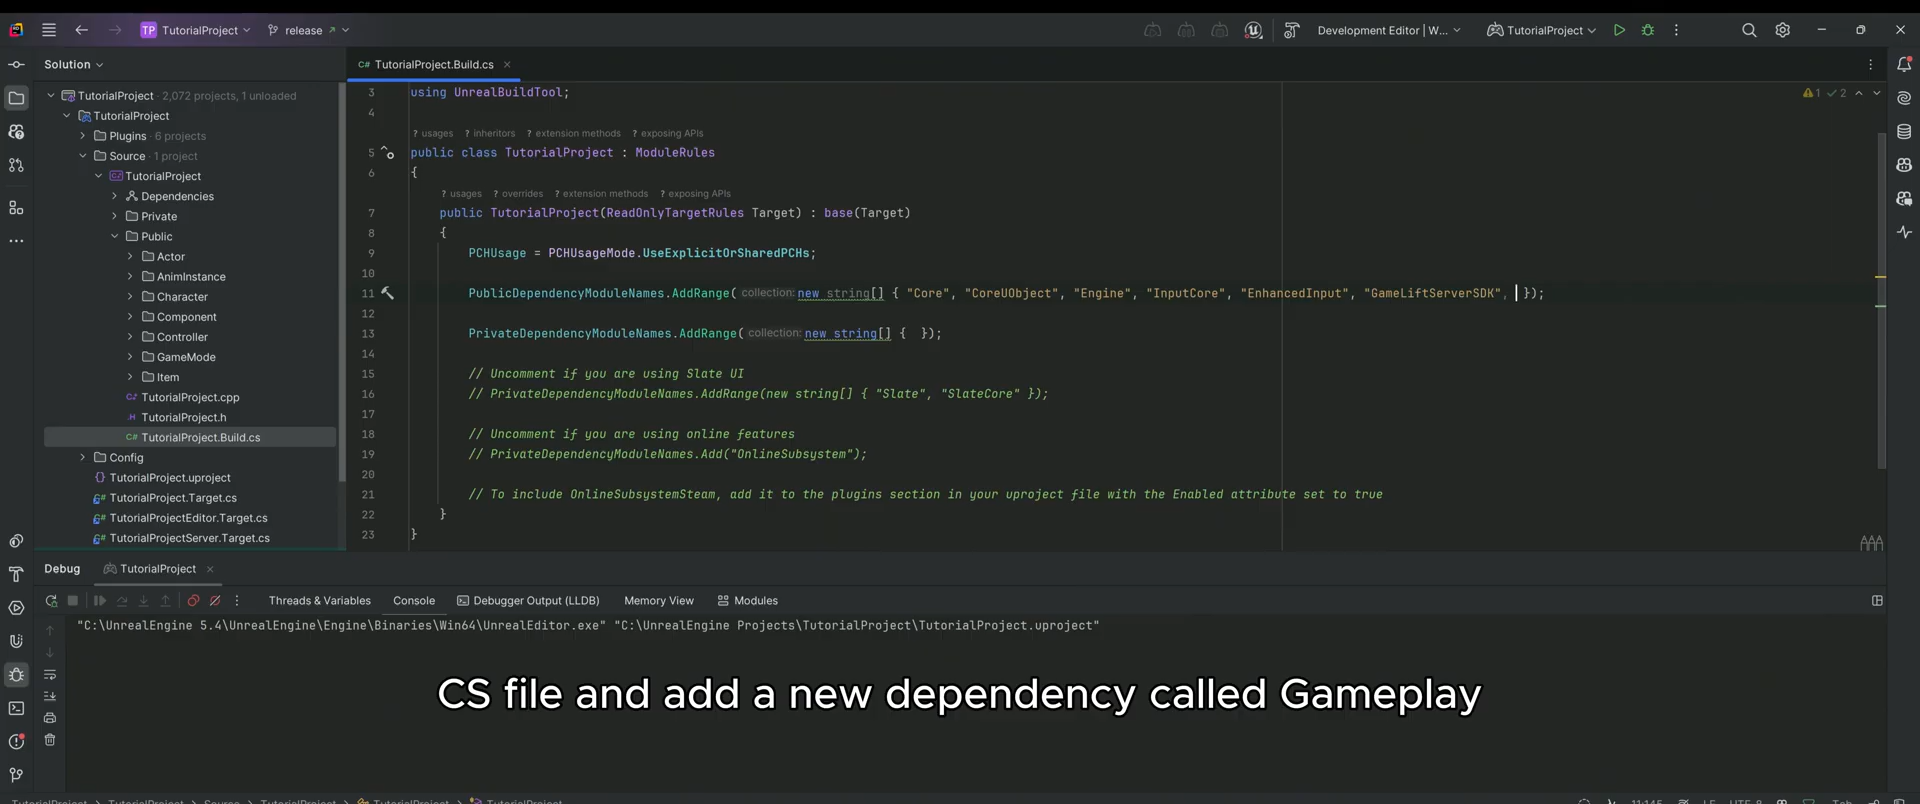 TP TutorialProject
release
Development Editor | W...
TutorialProject
Solution
C# TutorialProject.Build.cs
TutorialProject · 2,072 projects, 1 unloaded
TutorialProject
Plugins · 6 projects
Source · 1 project
TutorialProject
Dependencies
Private
Public
Actor
AnimInstance
Character
Component
Controller
GameMode
Item
TutorialProject.cpp
TutorialProject.h
C# TutorialProject.Build.cs
Config
TutorialProject.uproject
C# TutorialProject.Target.cs
C# TutorialProjectEditor.Target.cs
C# TutorialProjectServer.Target.cs
1 2
3 using UnrealBuildTool;
4
? usages ? inheritors ? extension methods ? exposing APIs
5 public class TutorialProject : ModuleRules
6 {
? usages ? overrides ? extension methods ? exposing APIs
7 public TutorialProject(ReadOnlyTargetRules Target) : base(Target)
8 {
9 PCHUsage = PCHUsageMode.UseExplicitOrSharedPCHs;
10
11 PublicDependencyModuleNames.AddRange( collection: new string[] { "Core", "CoreUObject", "Engine", "InputCore", "EnhancedInput", "GameLiftServerSDK", });
12
13 PrivateDependencyModuleNames.AddRange( collection: new string[] { });
14
15 // Uncomment if you are using Slate UI
16 // PrivateDependencyModuleNames.AddRange(new string[] { "Slate", "SlateCore" });
17
18 // Uncomment if you are using online features
19 // PrivateDependencyModuleNames.Add("OnlineSubsystem");
20
21 // To include OnlineSubsystemSteam, add it to the plugins section in your uproject file with the Enabled attribute set to true
22 }
23 }
Debug TutorialProject
Threads & Variables Console Debugger Output (LLDB) Memory View Modules
"C:\UnrealEngine 5.4\UnrealEngine\Engine\Binaries\Win64\UnrealEditor.exe" "C:\UnrealEngine Projects\TutorialProject\TutorialProject.uproject"
CS file and add a new dependency called Gameplay